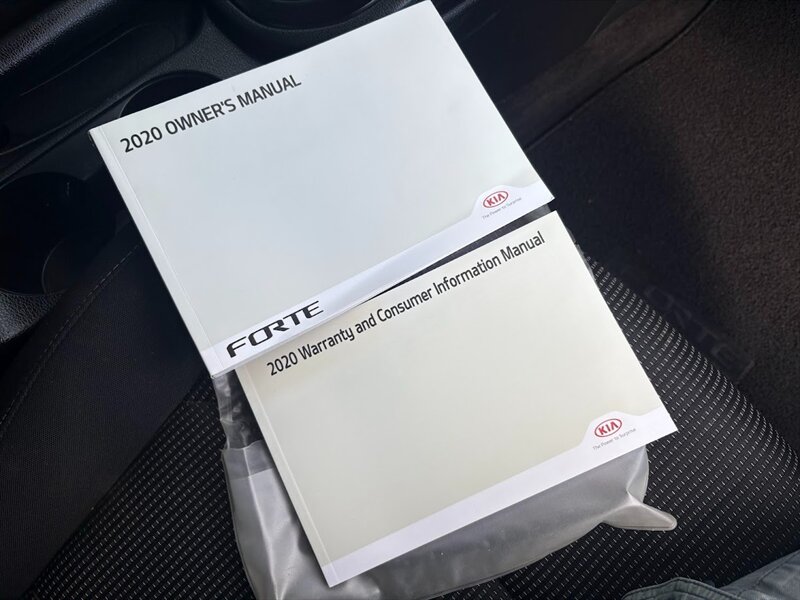 2020 OWNER'S MANUAL
KIA
The Power to Surprise
FORTE
2020 Warranty and Consumer Information Manual
KIA
The Power to Surprise